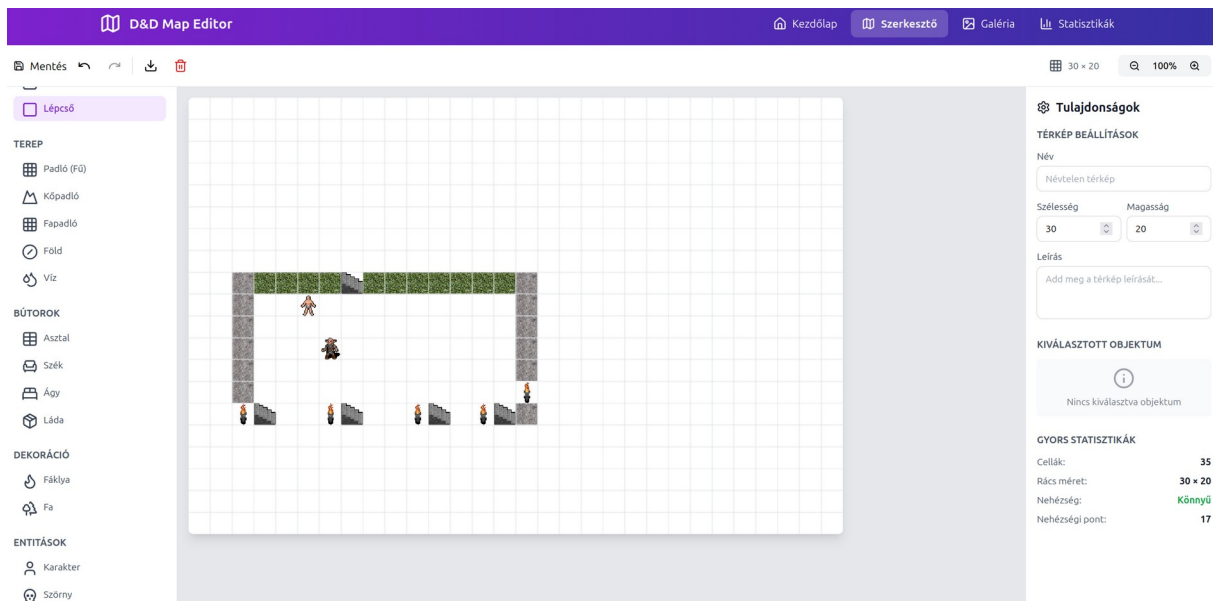 D&D Map Editor
Kezdőlap
Szerkesztő
Galéria
Statisztikák
Mentés
30 × 20
100%
Lépcső
TEREP
Padló (Fű)
Kőpadló
Fapadló
Föld
Víz
BÚTOROK
Asztal
Szék
Ágy
Láda
DEKORÁCIÓ
Fáklya
Fa
ENTITÁSOK
Karakter
Szörny
Tulajdonságok
TÉRKÉP BEÁLLÍTÁSOK
Név
Névtelen térkép
Szélesség Magasság
30 20
Leírás
Add meg a térkép leírását...
KIVÁLASZTOTT OBJEKTUM
Nincs kiválasztva objektum
GYORS STATISZTIKÁK
Cellák: 35
Rács méret: 30 × 20
Nehézség: Könnyű
Nehézségi pont: 17